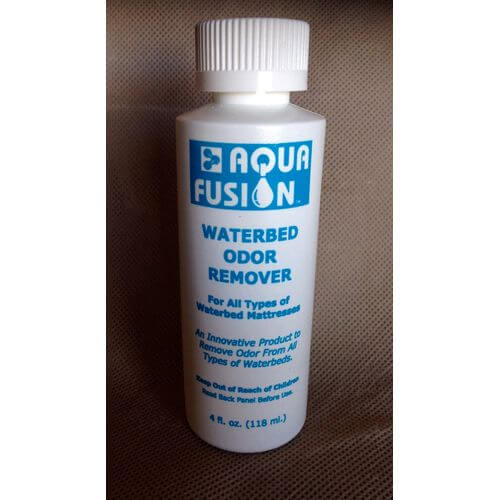 AQUA
FUSION™
WATERBED
ODOR
REMOVER
For All Types of
Waterbed Mattresses
An Innovative Product to
Remove Odor From All
Types of Waterbeds.
Keep Out of Reach of Children
Read Back Panel Before Use.
4 fl. oz. (118 ml.)